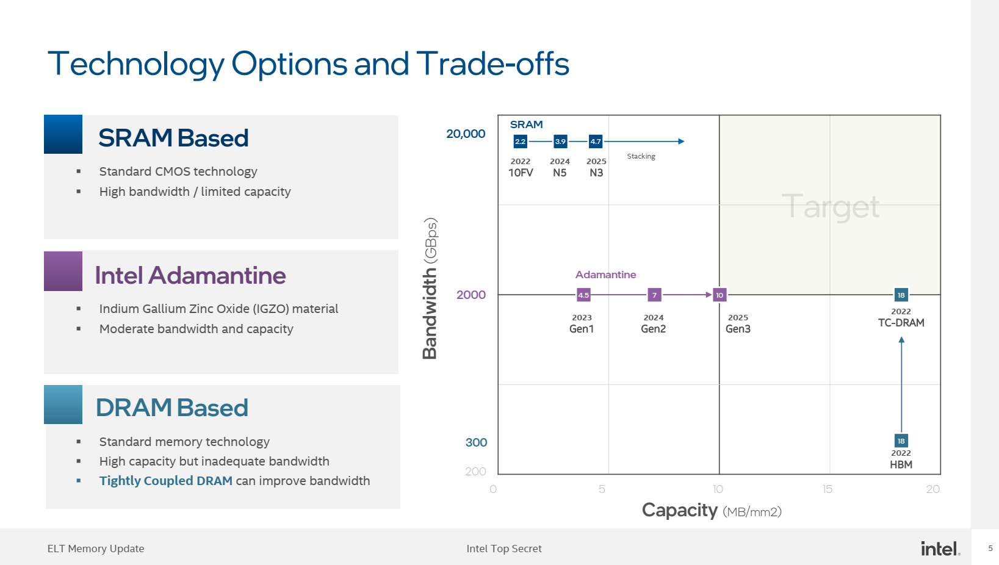 Technology Options and Trade-offs
SRAM Based
▪ Standard CMOS technology
▪ High bandwidth / limited capacity
Intel Adamantine
▪ Indium Gallium Zinc Oxide (IGZO) material
▪ Moderate bandwidth and capacity
DRAM Based
▪ Standard memory technology
▪ High capacity but inadequate bandwidth
▪ Tightly Coupled DRAM can improve bandwidth
Bandwidth (GBps)
20,000
2000
300
200
SRAM
2.2 3.9 4.7
Stacking
2022 2024 2025
10FV N5 N3
Target
Adamantine
4.5 7 10 18
2023 2024 2025 2022
Gen1 Gen2 Gen3 TC-DRAM
18
2022
HBM
0 5 10 15 20
Capacity (MB/mm2)
ELT Memory Update
Intel Top Secret
intel®
5